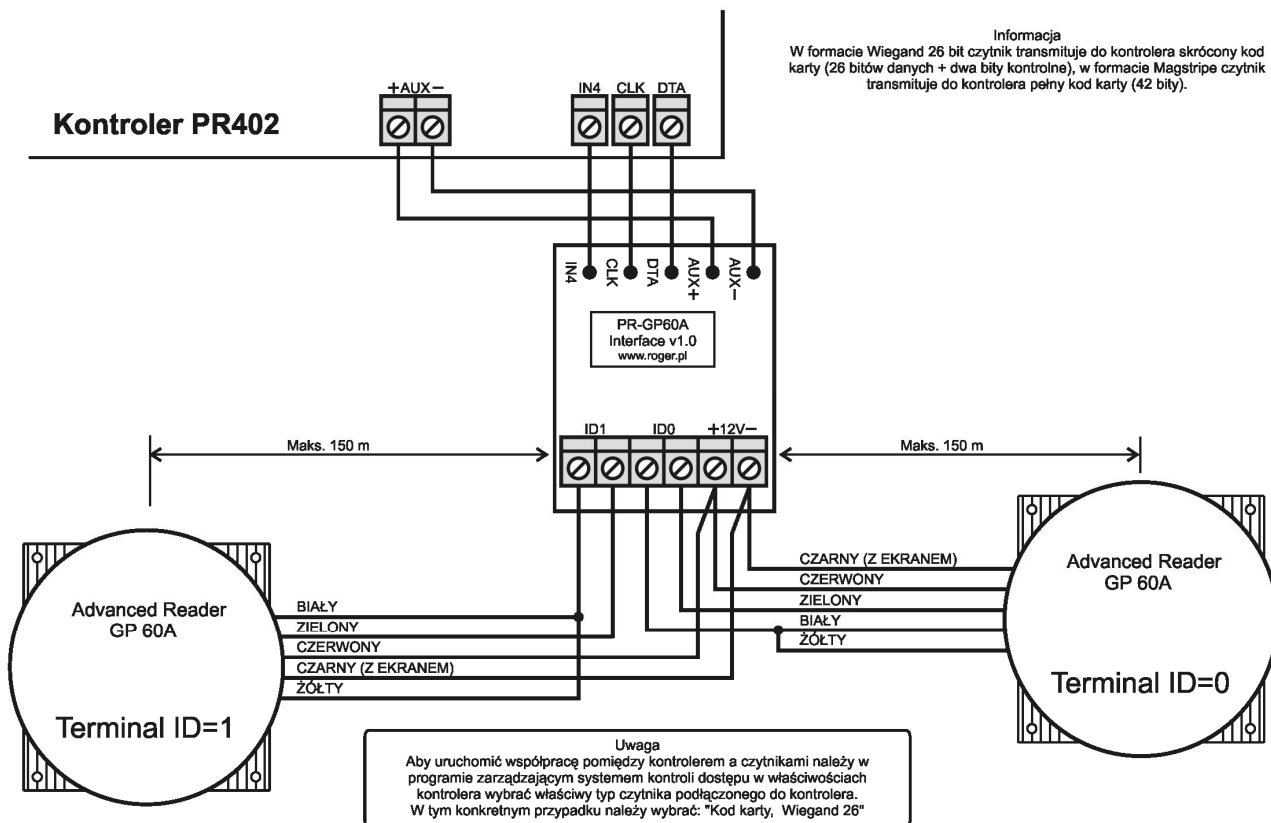 Informacja
W formacie Wiegand 26 bit czytnik transmituje do kontrolera skrócony kod
karty (26 bitów danych + dwa bity kontrolne), w formacie Magstripe czytnik
transmituje do kontrolera pełny kod karty (42 bity).
Kontroler PR402
+AUX−
IN4
CLK
DTA
IN4
CLK
DTA
AUX+
AUX−
PR-GP60A
Interface v1.0
www.roger.pl
ID1
ID0
+12V−
Maks. 150 m
Maks. 150 m
Advanced Reader
GP 60A
Terminal ID=1
BIAŁY
ZIELONY
CZERWONY
CZARNY (Z EKRANEM)
ŻÓŁTY
CZARNY (Z EKRANEM)
CZERWONY
ZIELONY
BIAŁY
ŻÓŁTY
Advanced Reader
GP 60A
Terminal ID=0
Uwaga
Aby uruchomić współpracę pomiędzy kontrolerem a czytnikami należy w
programie zarządzającym systemem kontroli dostępu w właściwościach
kontrolera wybrać właściwy typ czytnika podłączonego do kontrolera.
W tym konkretnym przypadku należy wybrać: "Kod karty, Wiegand 26"